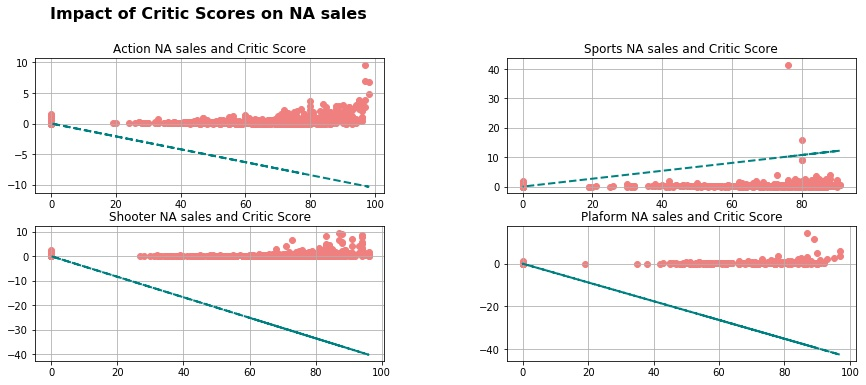 Impact of Critic Scores on NA sales
Action NA sales and Critic Score
10
5
0
−5
−10
0 20 40 60 80 100
Sports NA sales and Critic Score
40
30
20
10
0
0 20 40 60 80
Shooter NA sales and Critic Score
10
0
−10
−20
−30
−40
0 20 40 60 80 100
Plaform NA sales and Critic Score
0
−20
−40
0 20 40 60 80 100